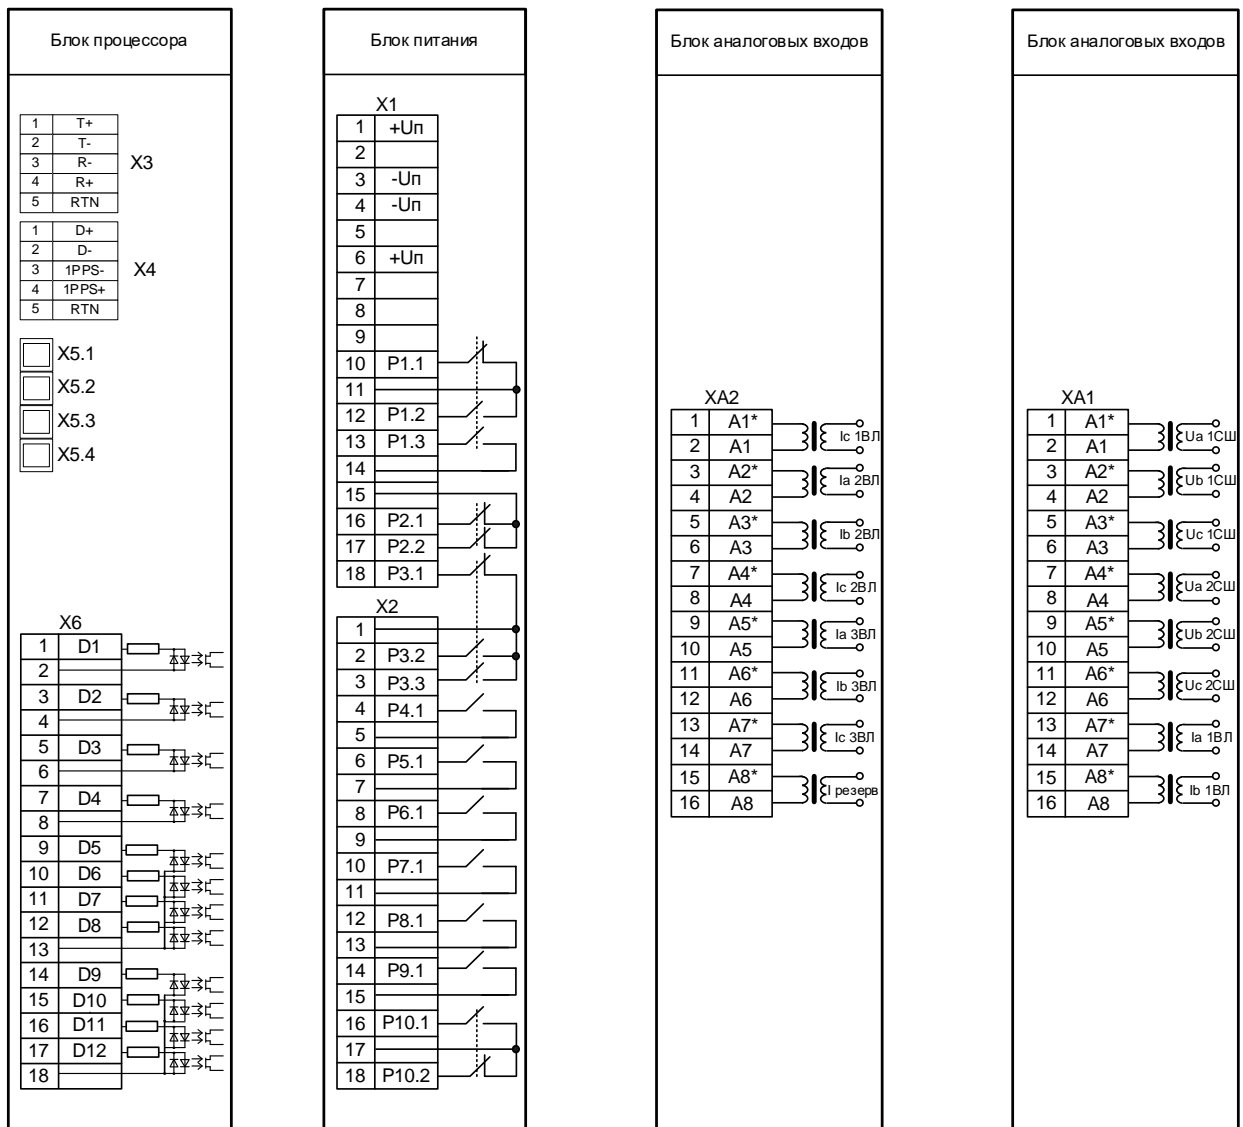 Блок процессора
1 T+
2 T-
3 R-
4 R+
5 RTN
X3
1 D+
2 D-
3 1PPS-
4 1PPS+
5 RTN
X4
X5.1
X5.2
X5.3
X5.4
X6
1 D1
2
3 D2
4
5 D3
6
7 D4
8
9 D5
10 D6
11 D7
12 D8
13
14 D9
15 D10
16 D11
17 D12
18
Блок питания
X1
1 +Uп
2
3 -Uп
4 -Uп
5
6 +Uп
7
8
9
10 P1.1
11
12 P1.2
13 P1.3
14
15
16 P2.1
17 P2.2
18 P3.1
X2
1
2 P3.2
3 P3.3
4 P4.1
5
6 P5.1
7
8 P6.1
9
10 P7.1
11
12 P8.1
13
14 P9.1
15
16 P10.1
17
18 P10.2
Блок аналоговых входов
XA2
1 A1* Ic 1ВЛ
2 A1
3 A2* Ia 2ВЛ
4 A2
5 A3* Ib 2ВЛ
6 A3
7 A4* Ic 2ВЛ
8 A4
9 A5* Ia 3ВЛ
10 A5
11 A6* Ib 3ВЛ
12 A6
13 A7* Ic 3ВЛ
14 A7
15 A8* I резерв
16 A8
Блок аналоговых входов
XA1
1 A1* Ua 1СШ
2 A1
3 A2* Ub 1СШ
4 A2
5 A3* Uc 1СШ
6 A3
7 A4* Ua 2СШ
8 A4
9 A5* Ub 2СШ
10 A5
11 A6* Uc 2СШ
12 A6
13 A7* Ia 1ВЛ
14 A7
15 A8* Ib 1ВЛ
16 A8